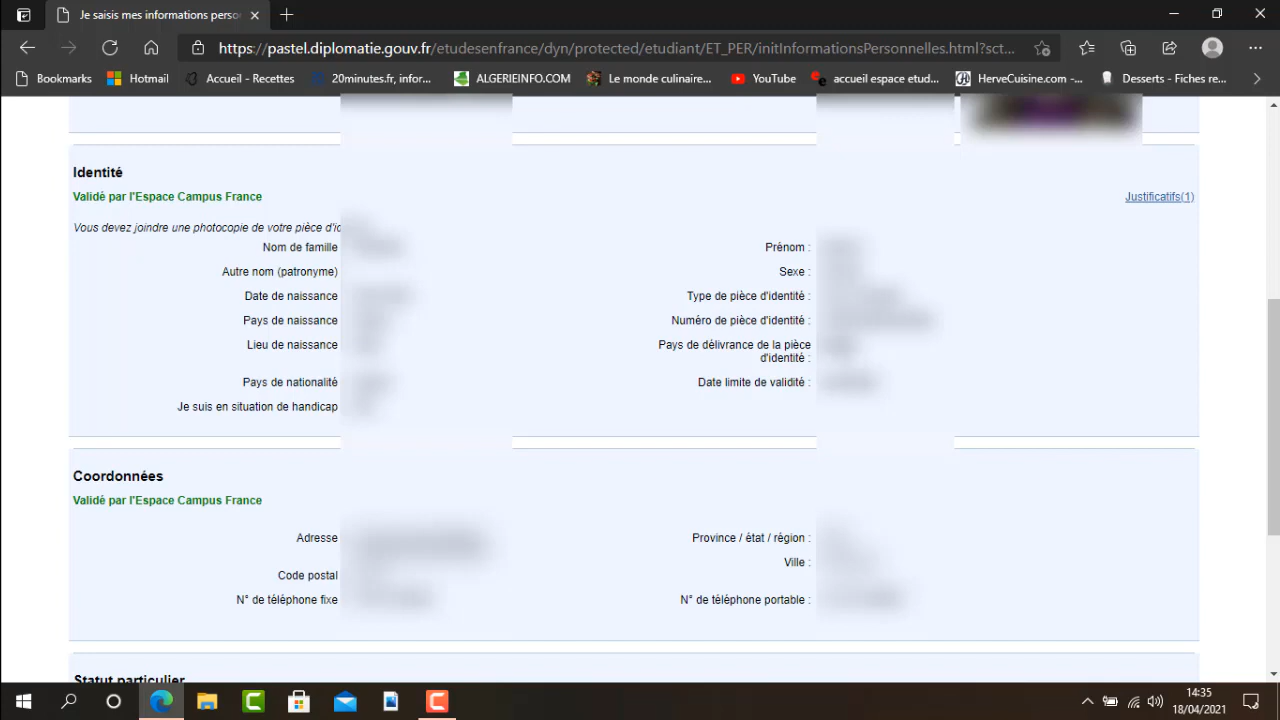 Je saisis mes informations perso
https://pastel.diplomatie.gouv.fr/etudesenfrance/dyn/protected/etudiant/ET_PER/initInformationsPersonnelles.html?sct...
Bookmarks Hotmail Accueil - Recettes 20minutes.fr, infor... ALGERIEINFO.COM Le monde culinaire... YouTube accueil espace etud... HerveCuisine.com -... Desserts - Fiches re...
Identité
Validé par l'Espace Campus France Justificatifs(1)
Vous devez joindre une photocopie de votre pièce d'ic
Nom de famille Prénom :
Autre nom (patronyme) Sexe :
Date de naissance Type de pièce d'identité :
Pays de naissance Numéro de pièce d'identité :
Lieu de naissance Pays de délivrance de la pièce
d'identité :
Pays de nationalité Date limite de validité :
Je suis en situation de handicap
Coordonnées
Validé par l'Espace Campus France
Adresse Province / état / région :
Ville :
Code postal
N° de téléphone fixe N° de téléphone portable :
Statut particulier
14:35
18/04/2021